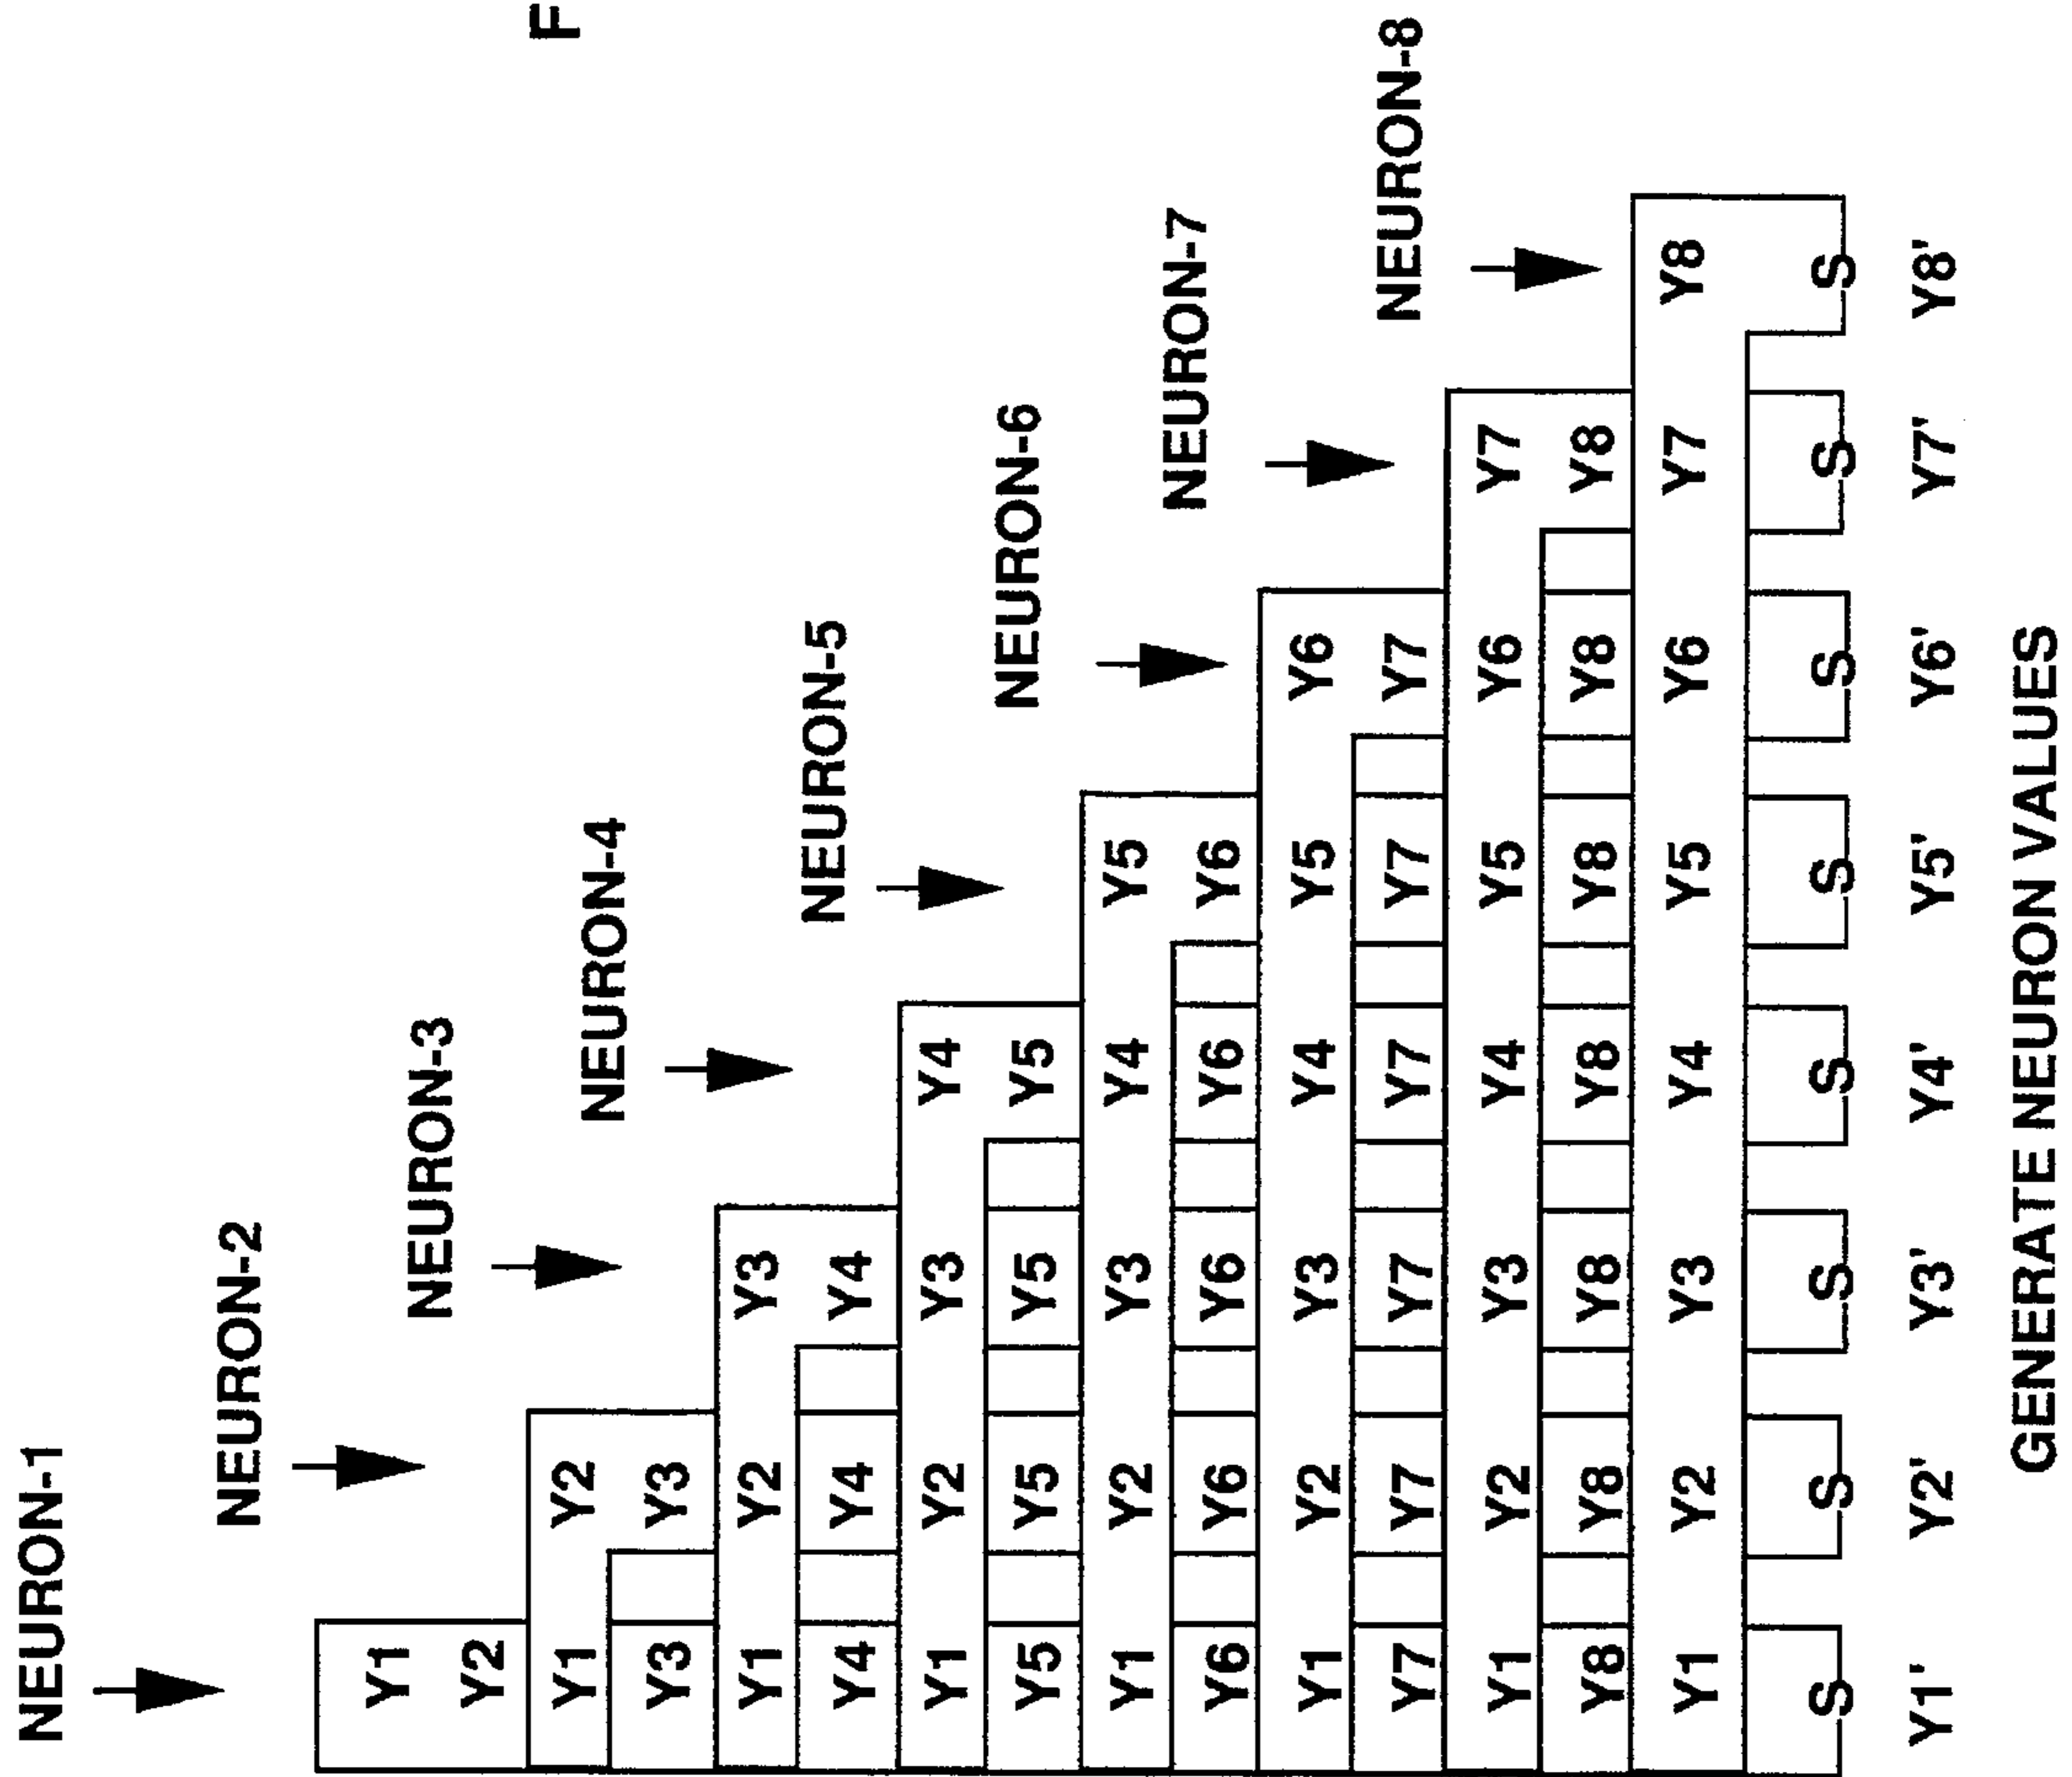 NEURON-1
NEURON-2
Y1
NEURON-3
Y2
F
Y1 Y2
NEURON-4
Y3 Y3
Y1 Y2 Y3
NEURON-5
Y4 Y4 Y4
Y1 Y2 Y3 Y4
NEURON-6
Y5 Y5 Y5 Y5
Y1 Y2 Y3 Y4 Y5
NEURON-7
Y6 Y6 Y6 Y6 Y6
Y1 Y2 Y3 Y4 Y5 Y6
NEURON-8
Y7 Y7 Y7 Y7 Y7 Y7
Y1 Y2 Y3 Y4 Y5 Y6 Y7
Y8 Y8 Y8 Y8 Y8 Y8 Y8
Y1 Y2 Y3 Y4 Y5 Y6 Y7 Y8
S S S S S S S S
Y1' Y2' Y3' Y4' Y5' Y6' Y7' Y8'
GENERATE NEURON VALUES